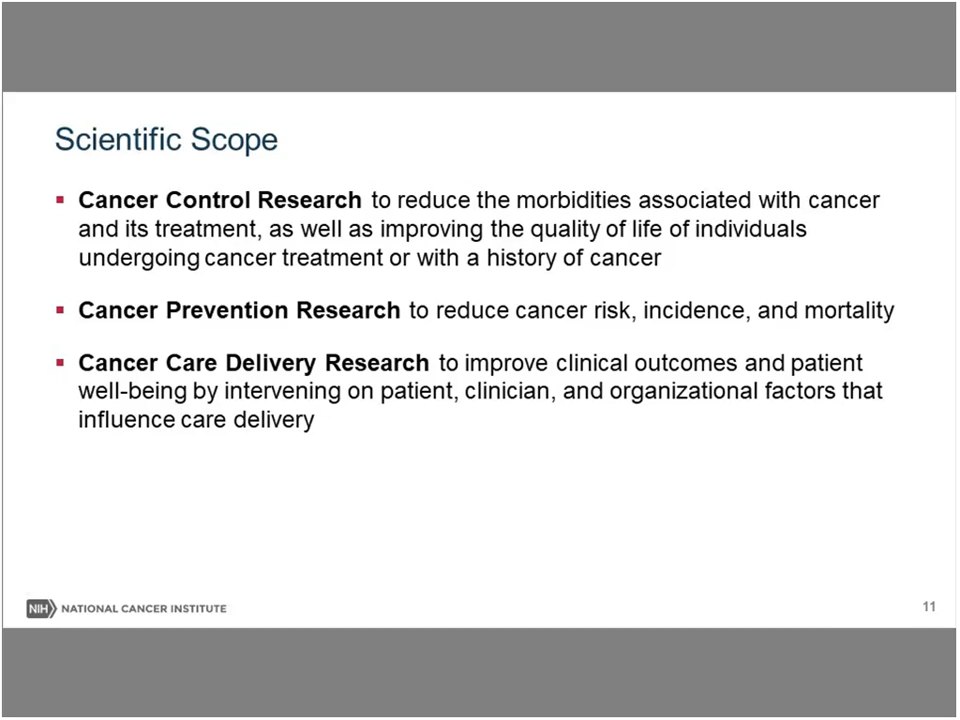 Scientific Scope
▪ Cancer Control Research to reduce the morbidities associated with cancer
and its treatment, as well as improving the quality of life of individuals
undergoing cancer treatment or with a history of cancer
▪ Cancer Prevention Research to reduce cancer risk, incidence, and mortality
▪ Cancer Care Delivery Research to improve clinical outcomes and patient
well-being by intervening on patient, clinician, and organizational factors that
influence care delivery
NIH NATIONAL CANCER INSTITUTE
11